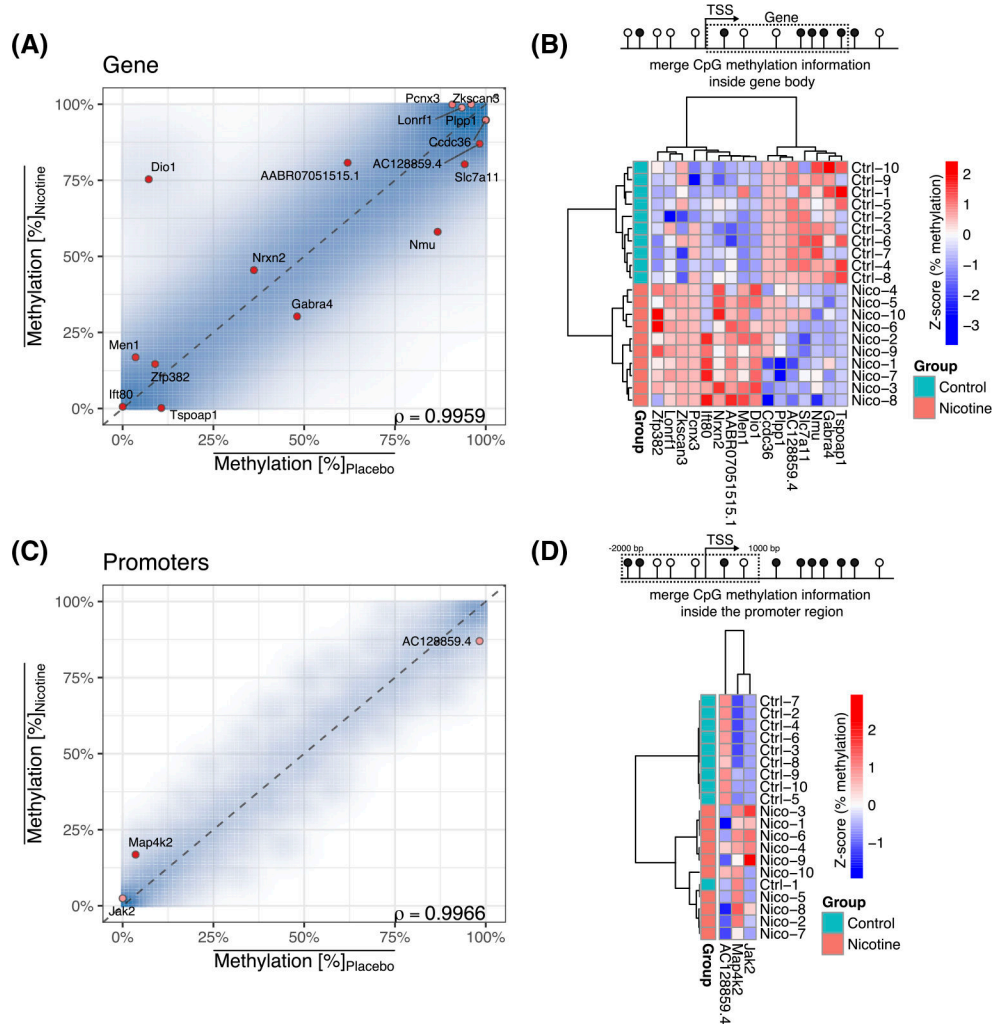 (A)
Gene
100%
75%
50%
25%
0%
Methylation [%]Nicotine
Pcnx3
Zkscan3
Lonrf1
Plpp1
Ccdc36
AC128859.4
Slc7a11
AABR07051515.1
Dio1
Nmu
Nrxn2
Gabra4
Men1
Zfp382
Ift80
Tspoap1
ρ = 0.9959
0% 25% 50% 75% 100%
Methylation [%]Placebo
(B)
TSS
Gene
merge CpG methylation information
inside gene body
Ctrl-10
Ctrl-9
Ctrl-1
Ctrl-5
Ctrl-2
Ctrl-3
Ctrl-6
Ctrl-7
Ctrl-4
Ctrl-8
Nico-4
Nico-5
Nico-10
Nico-6
Nico-2
Nico-9
Nico-1
Nico-7
Nico-3
Nico-8
Group
Zfp382
Lonrf1
Zkscan3
Pcnx3
Ift80
Nrxn2
AABR07051515.1
Men1
Dio1
Ccdc36
Plpp1
AC128859.4
Slc7a11
Nmu
Gabra4
Tspoap1
Z-score (% methylation)
2
1
0
−1
−2
−3
Group
Control
Nicotine
(C)
Promoters
100%
75%
50%
25%
0%
Methylation [%]Nicotine
AC128859.4
Map4k2
Jak2
ρ = 0.9966
0% 25% 50% 75% 100%
Methylation [%]Placebo
(D)
-2000 bp
TSS
1000 bp
merge CpG methylation information
inside the promoter region
Ctrl-7
Ctrl-2
Ctrl-4
Ctrl-6
Ctrl-3
Ctrl-8
Ctrl-9
Ctrl-10
Ctrl-5
Nico-3
Nico-1
Nico-6
Nico-4
Nico-9
Nico-10
Ctrl-1
Nico-5
Nico-8
Nico-2
Nico-7
Group
AC128859.4
Map4k2
Jak2
Z-score (% methylation)
2
1
0
−1
Group
Control
Nicotine